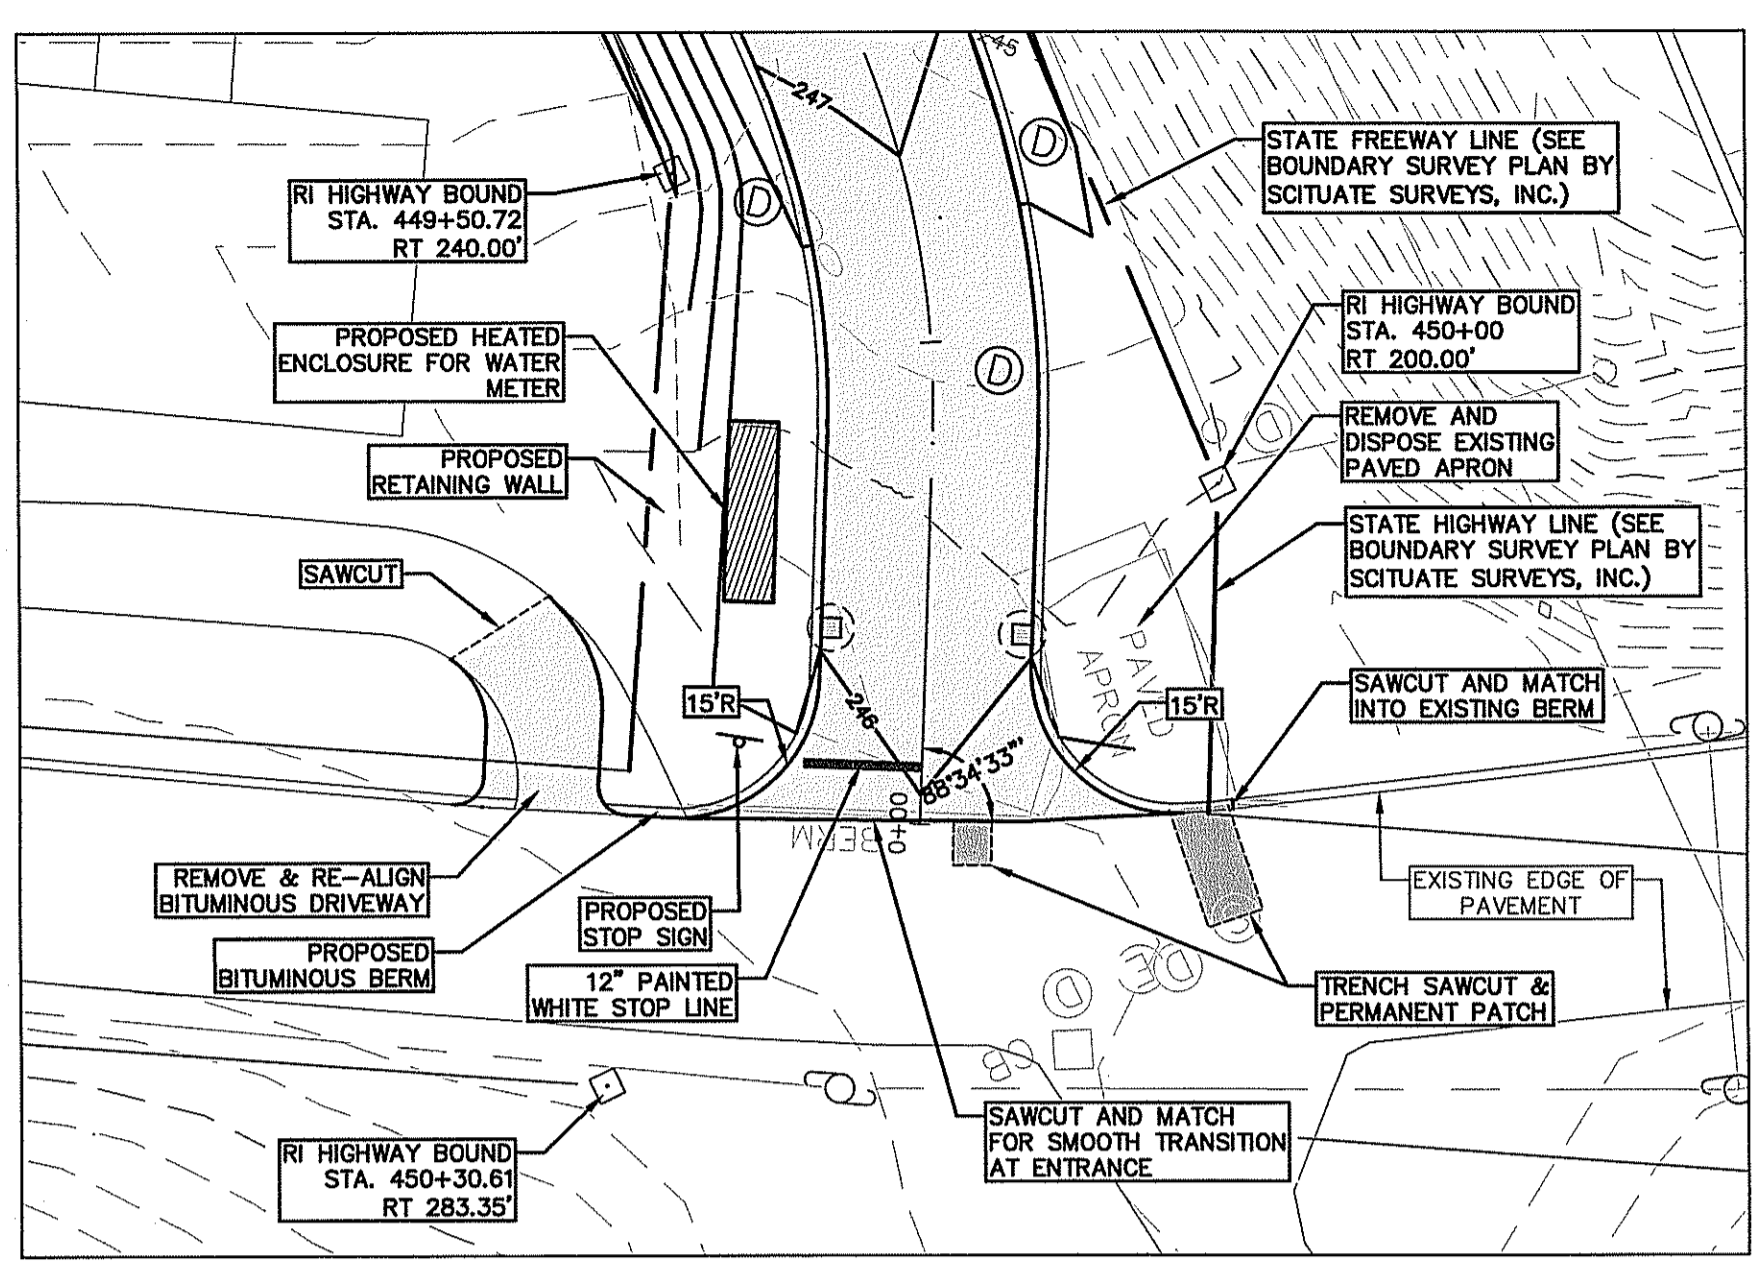 +45
247
D
STATE FREEWAY LINE (SEE
BOUNDARY SURVEY PLAN BY
SCITUATE SURVEYS, INC.)
RI HIGHWAY BOUND
STA. 449+50.72
RT 240.00'
D
RI HIGHWAY BOUND
STA. 450+00
RT 200.00'
PROPOSED HEATED
ENCLOSURE FOR WATER
METER
D
D
REMOVE AND
DISPOSE EXISTING
PAVED APRON
PROPOSED
RETAINING WALL
STATE HIGHWAY LINE (SEE
BOUNDARY SURVEY PLAN BY
SCITUATE SURVEYS, INC.)
SAWCUT
PAVED
APRON
SAWCUT AND MATCH
INTO EXISTING BERM
15'R
246
15'R
88°34'33"
0+00
BERM
REMOVE & RE-ALIGN
BITUMINOUS DRIVEWAY
EXISTING EDGE OF
PAVEMENT
PROPOSED
STOP SIGN
PROPOSED
BITUMINOUS BERM
C
D
E
D
12" PAINTED
WHITE STOP LINE
TRENCH SAWCUT &
PERMANENT PATCH
CB
SAWCUT AND MATCH
FOR SMOOTH TRANSITION
AT ENTRANCE
RI HIGHWAY BOUND
STA. 450+30.61
RT 283.35'